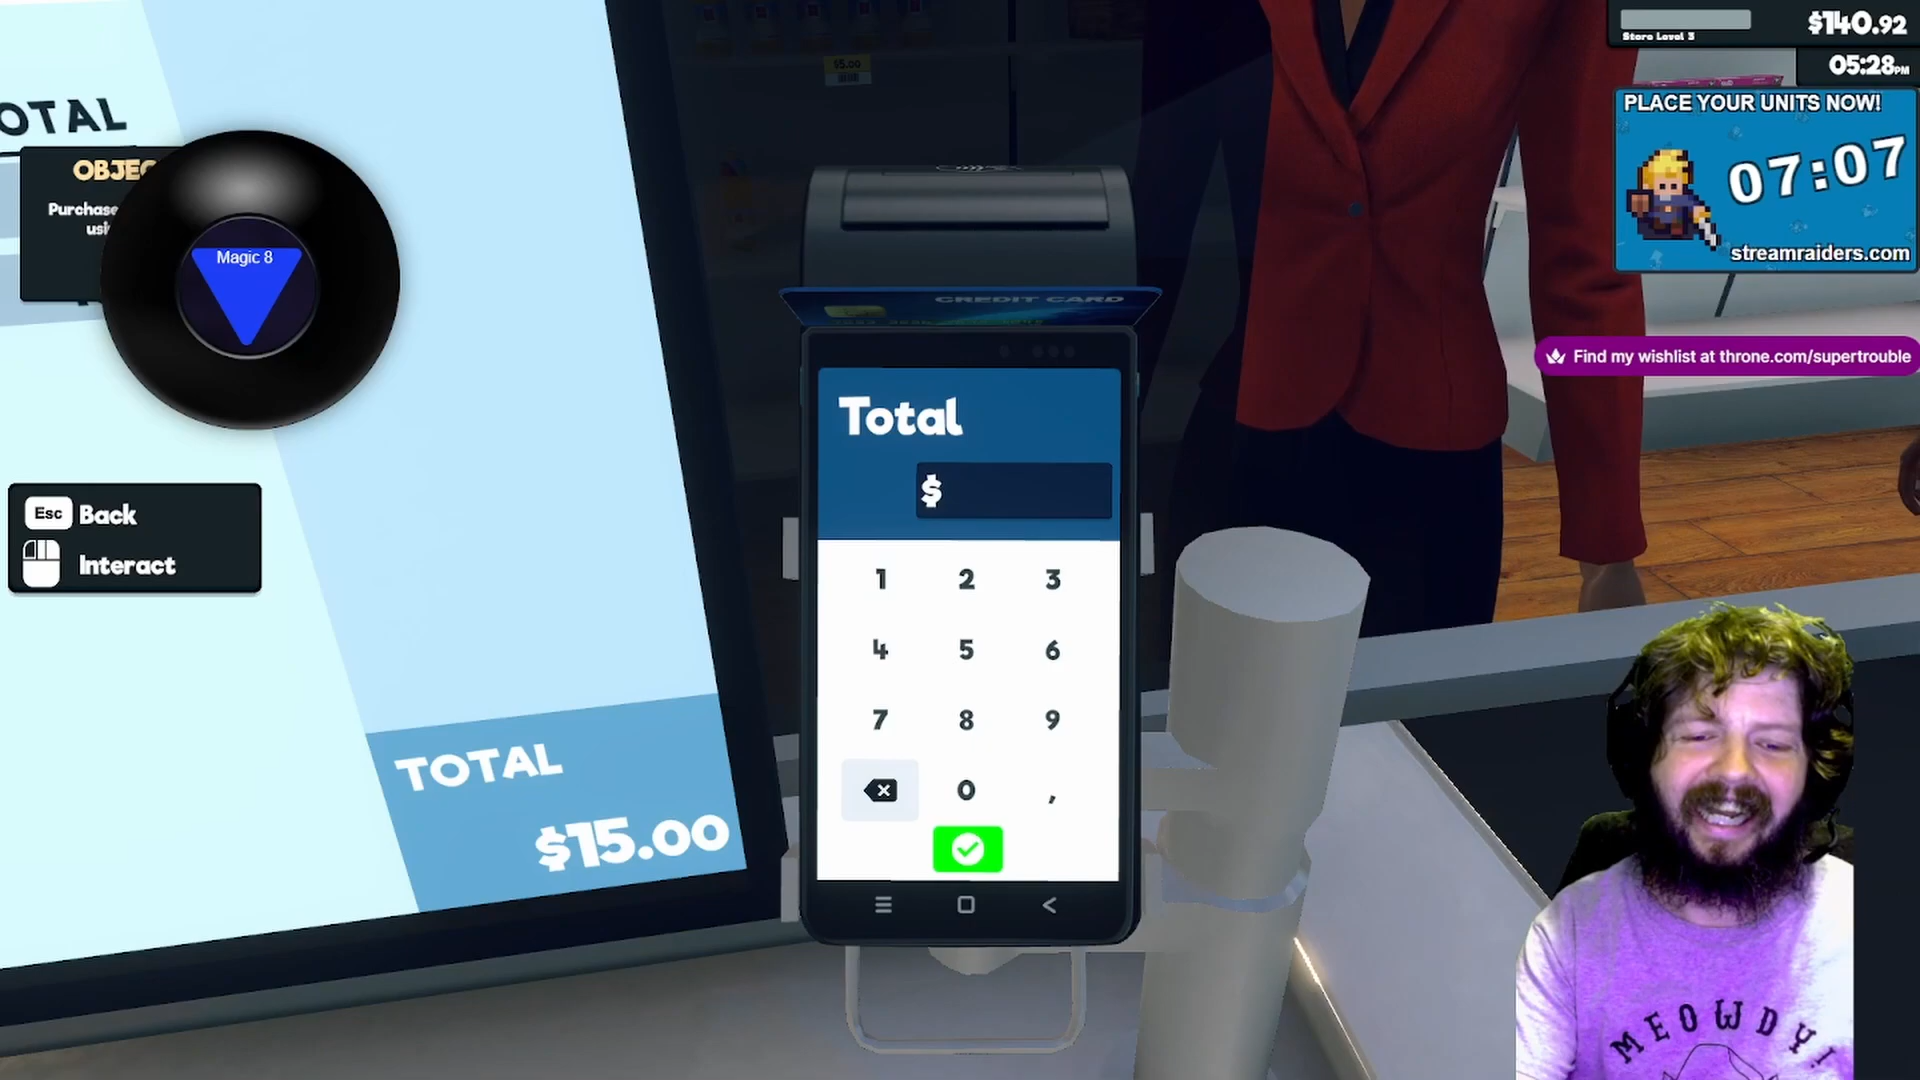 $140.92
Store Level 3
05:28PM
$5.00
PLACE YOUR UNITS NOW!
07:07
streamraiders.com
OTAL
OBJEC
Purchase
usi
Magic 8
CREDIT CARD
Find my wishlist at throne.com/supertrouble
Total
$
Esc Back
Interact
1 2 3
4 5 6
7 8 9
0 ,
TOTAL
$15.00
MEOWDY!